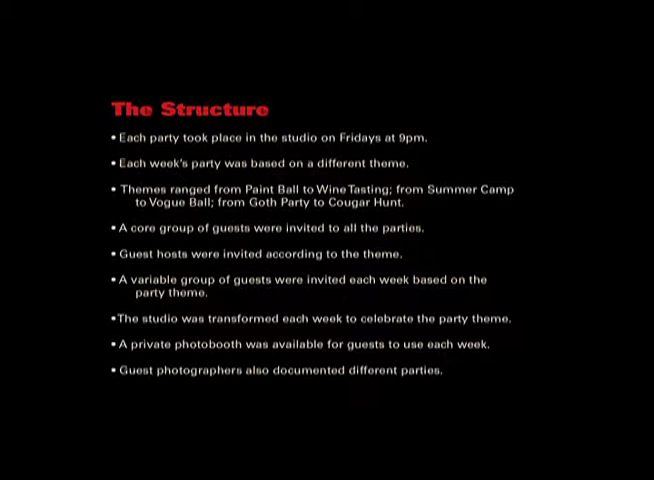 The Structure
• Each party took place in the studio on Fridays at 9pm.
• Each week's party was based on a different theme.
• Themes ranged from Paint Ball to Wine Tasting; from Summer Camp
to Vogue Ball; from Goth Party to Cougar Hunt.
• A core group of guests were invited to all the parties.
• Guest hosts were invited according to the theme.
• A variable group of guests were invited each week based on the
party theme.
•The studio was transformed each week to celebrate the party theme.
• A private photobooth was available for guests to use each week.
• Guest photographers also documented different parties.